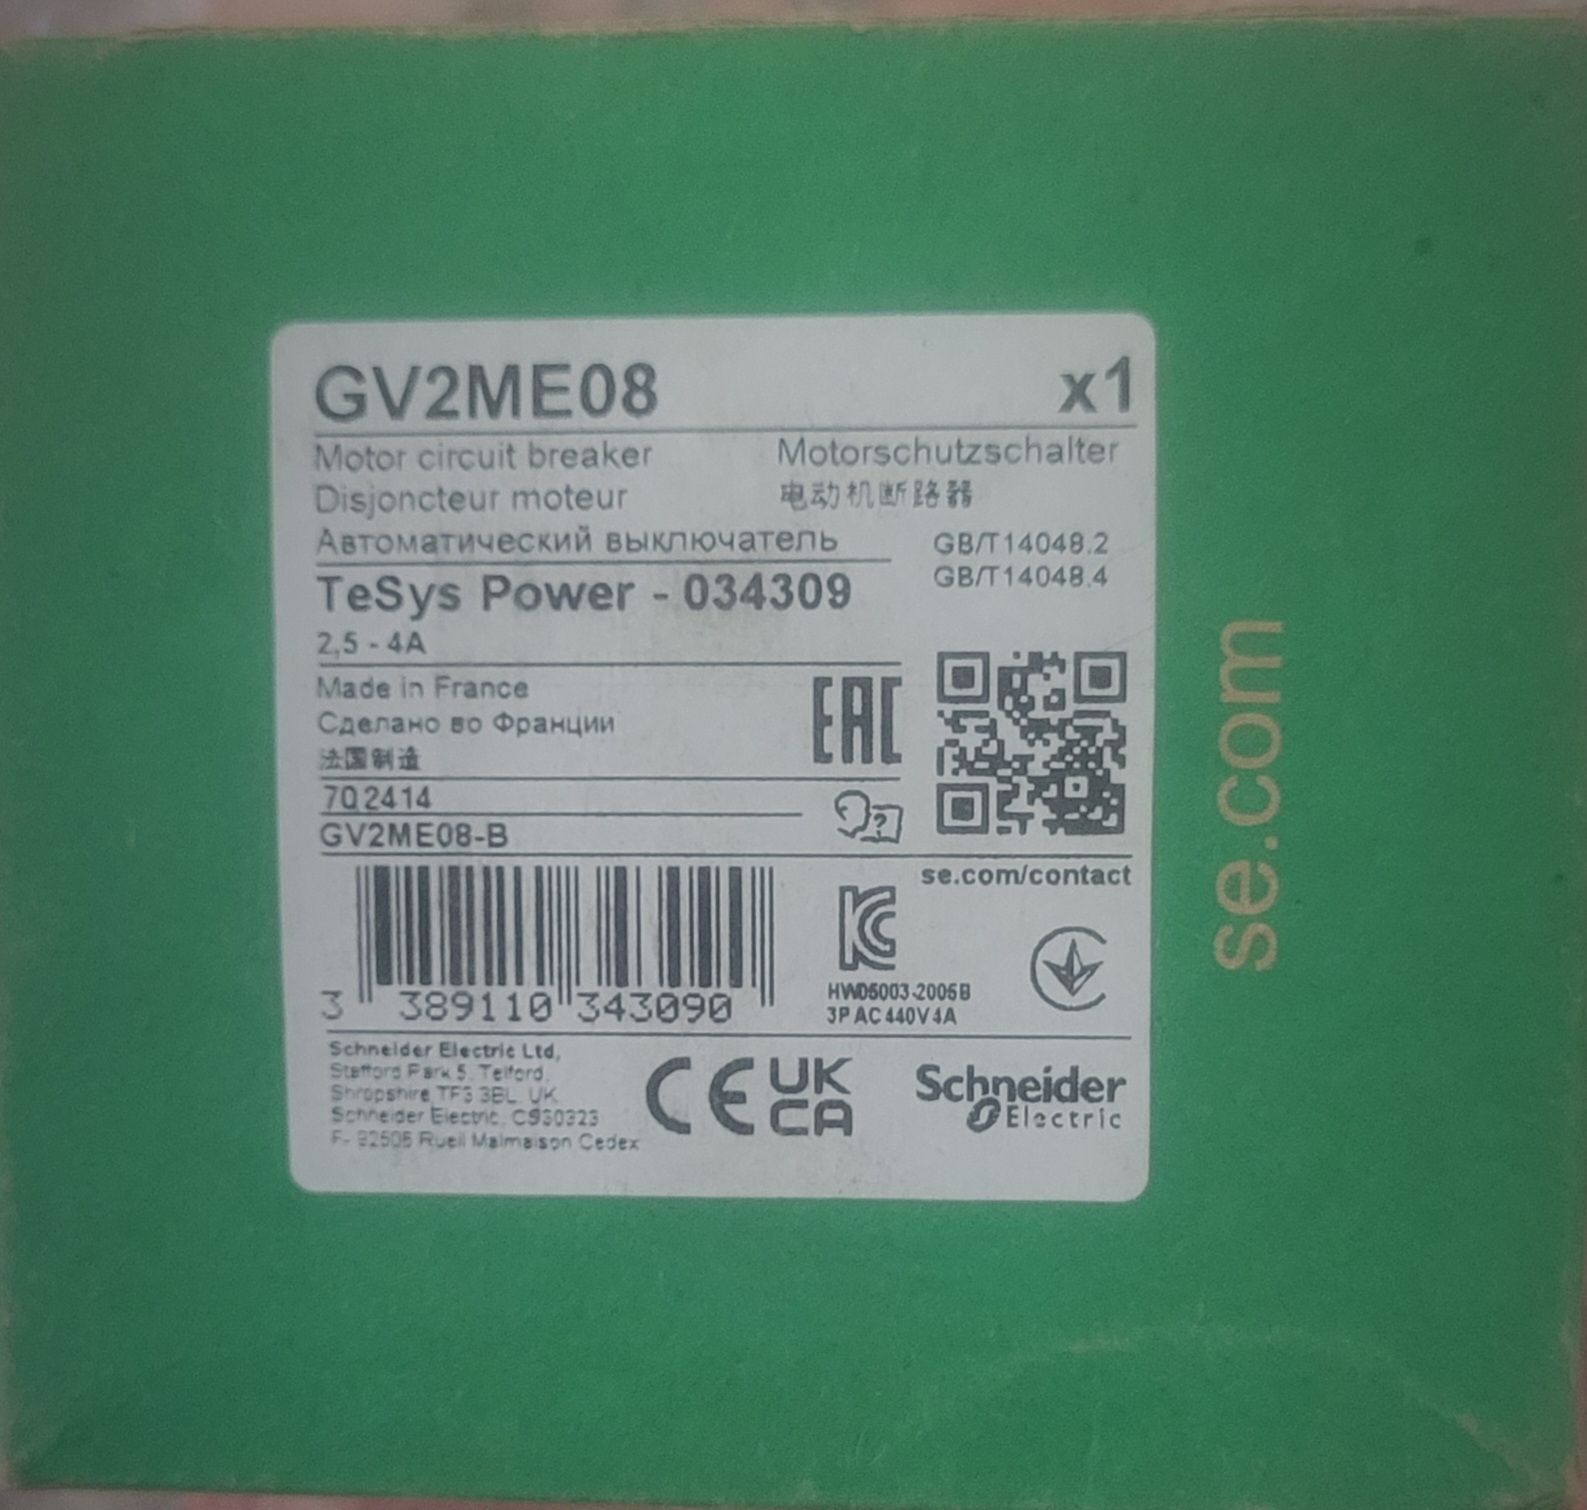 GV2ME08 x1
Motor circuit breaker Motorschutzschalter
Disjoncteur moteur 电动机断路器
Автоматический выключатель GB/T14048.2
GB/T14048.4
TeSys Power - 034309
2,5 - 4A
Made in France
Сделано во Франции
法国制造
EAC
7Q2414
GV2ME08-B
se.com/contact
3 389110 343090
HW05003-2005B
3P AC 440V 4A
Schneider Electric Ltd,
Stafford Park 5, Telford,
Shropshire TF3 3BL, UK
Schneider Electric, CS30323
F- 92506 Rueil Malmaison Cedex
CE
UK
CA
Schneider
Electric
se.com